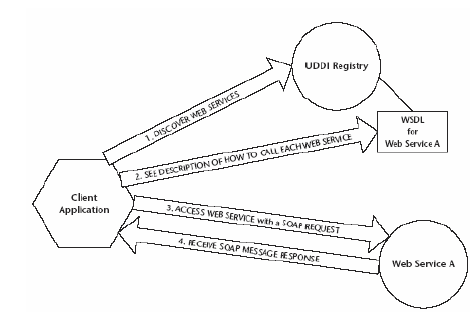 UDDI Registry
1. DISCOVER WEB SERVICES
WSDL
for
Web Service A
2. SEE DESCRIPTION OF HOW TO CALL EACH WEB SERVICE
Client
Application
3. ACCESS WEB SERVICE with a SOAP REQUEST
4. RECEIVE SOAP MESSAGE RESPONSE
Web Service A